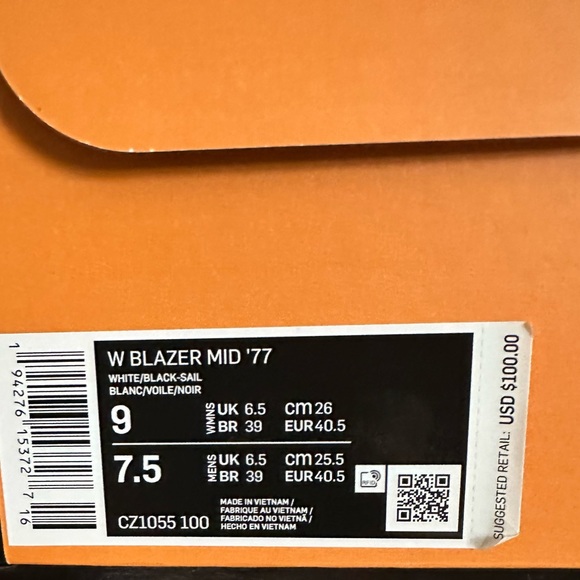 W BLAZER MID '77
WHITE/BLACK-SAIL
BLANC/VOILE/NOIR
9 WMNS UK 6.5 cm 26
BR 39 EUR 40.5
7.5 MENS UK 6.5 cm 25.5
BR 39 EUR 40.5
RFID
CZ1055 100
MADE IN VIETNAM /
FABRIQUE AU VIETNAM /
FABRICADO NO VIETNÃ /
HECHO EN VIETNAM
1 94276 15372 7 16
SUGGESTED RETAIL: USD $100.00